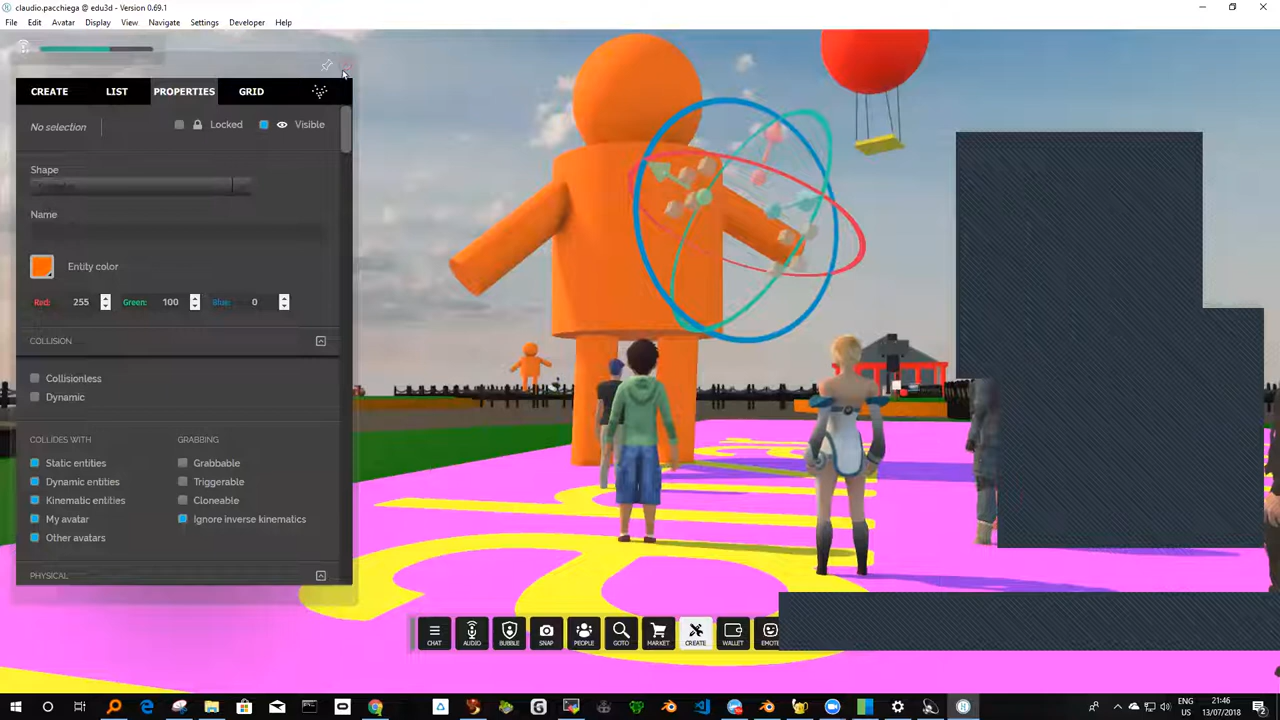 claudio.pacchiega @ edu3d - Version 0.69.1
File Edit Avatar Display View Navigate Settings Developer Help
CREATE LIST PROPERTIES GRID
No selection Locked Visible
Shape
Name
Entity color
Red: 255 Green: 100 Blue: 0
COLLISION
Collisionless
Dynamic
COLLIDES WITH GRABBING
Static entities Grabbable
Dynamic entities Triggerable
Kinematic entities Cloneable
My avatar Ignore inverse kinematics
Other avatars
PHYSICAL
CHAT AUDIO BUBBLE SNAP PEOPLE GOTO MARKET CREATE WALLET EMOTE
ENG 21:46
US 13/07/2018